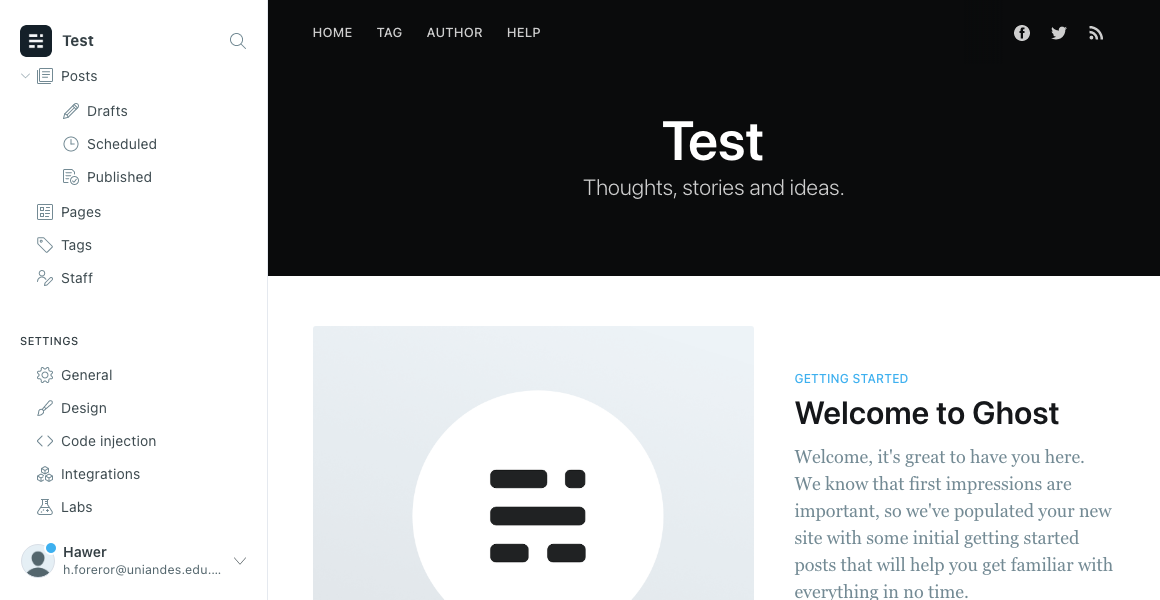 Test
Posts
Drafts
Scheduled
Published
Pages
Tags
Staff
SETTINGS
General
Design
Code injection
Integrations
Labs
Hawer
h.foreror@uniandes.edu....
HOME TAG AUTHOR HELP
Test
Thoughts, stories and ideas.
GETTING STARTED
Welcome to Ghost
Welcome, it's great to have you here.
We know that first impressions are
important, so we've populated your new
site with some initial getting started
posts that will help you get familiar with
everything in no time.